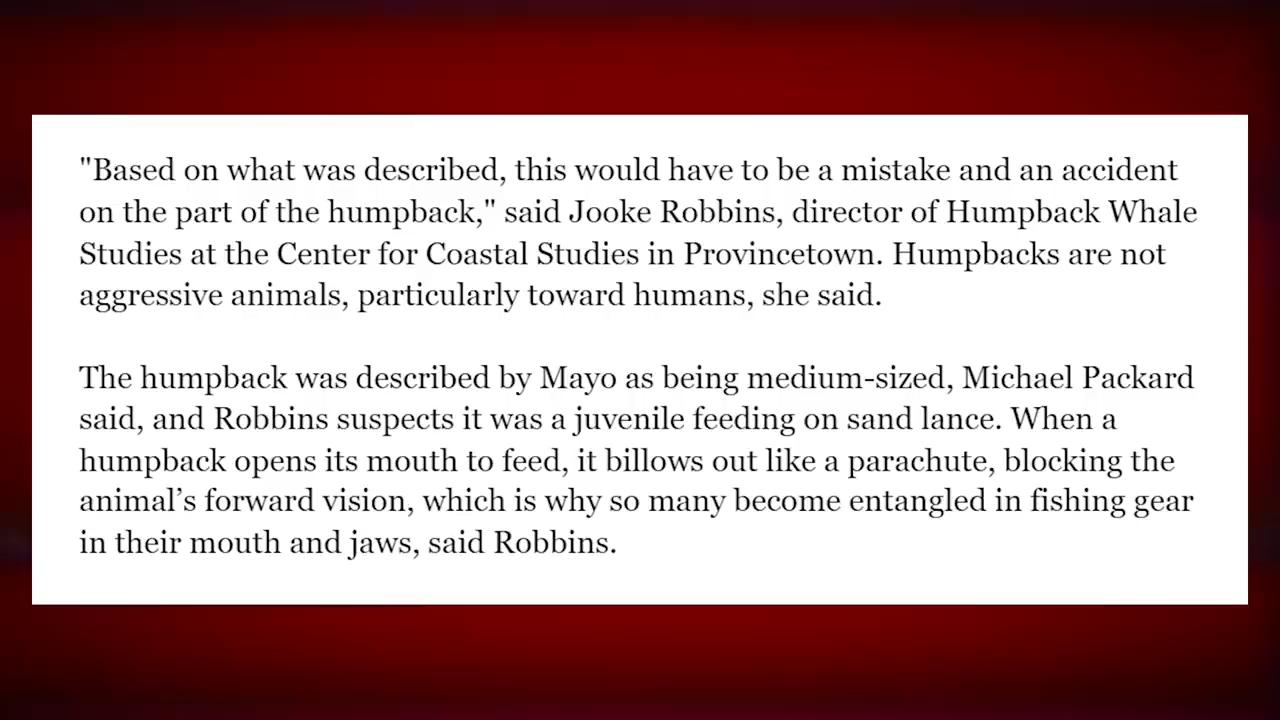 "Based on what was described, this would have to be a mistake and an accident
on the part of the humpback," said Jooke Robbins, director of Humpback Whale
Studies at the Center for Coastal Studies in Provincetown. Humpbacks are not
aggressive animals, particularly toward humans, she said.
The humpback was described by Mayo as being medium-sized, Michael Packard
said, and Robbins suspects it was a juvenile feeding on sand lance. When a
humpback opens its mouth to feed, it billows out like a parachute, blocking the
animal’s forward vision, which is why so many become entangled in fishing gear
in their mouth and jaws, said Robbins.